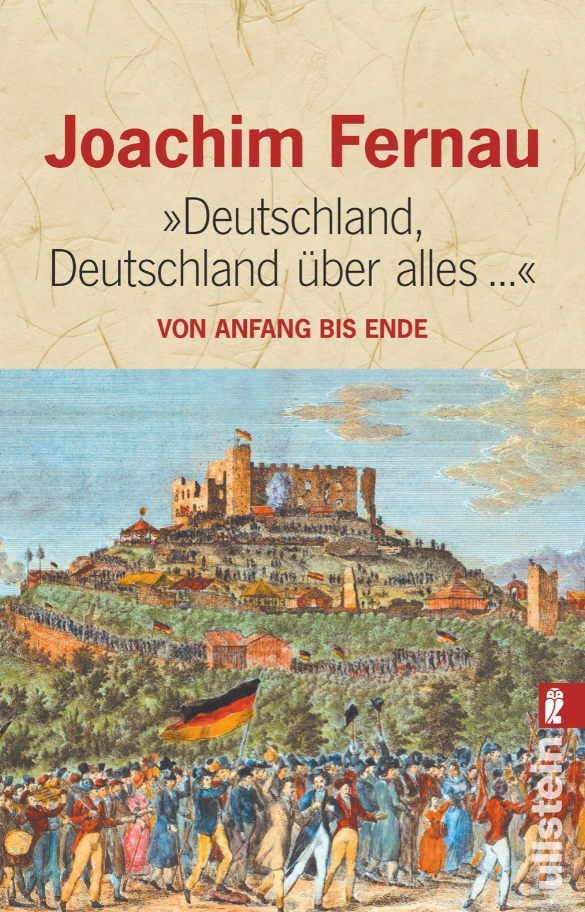 Joachim Fernau
»Deutschland,
Deutschland über alles ...«
VON ANFANG BIS ENDE
ullstein